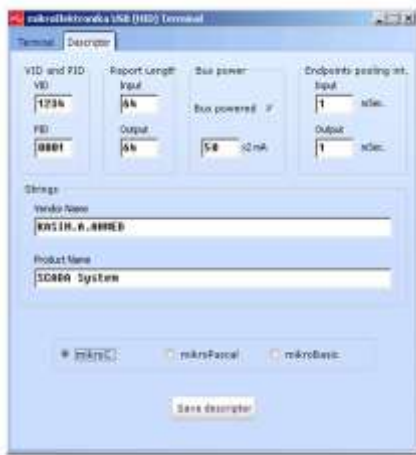 mikroElektronika USB (HID) Terminal
Terminal Descriptor
VID and PID Report Length Bus power Endpoints pooling int.
VID Input Input
1234 64 Bus powered 1 mSec.
PID Output Output
0001 64 50 x2 mA 1 mSec.
Strings
Vendor Name
KASIM.A.AHMED
Product Name
SCADA System
mikroC mikroPascal mikroBasic
Save descriptor